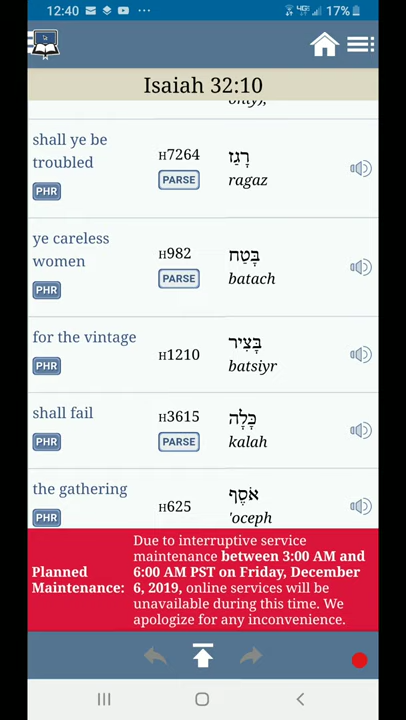 12:40 17%
Isaiah 32:10
only),
shall ye be troubled H7264 רָגַז
PHR PARSE ragaz
ye careless women H982 בָּטַח
PHR PARSE batach
for the vintage H1210 בָּצִיר
PHR batsiyr
shall fail H3615 כָּלָה
PHR PARSE kalah
the gathering H625 אֹסֶף
PHR 'oceph
Planned Maintenance:
Due to interruptive service
maintenance between 3:00 AM and
6:00 AM PST on Friday, December
6, 2019, online services will be
unavailable during this time. We
apologize for any inconvenience.